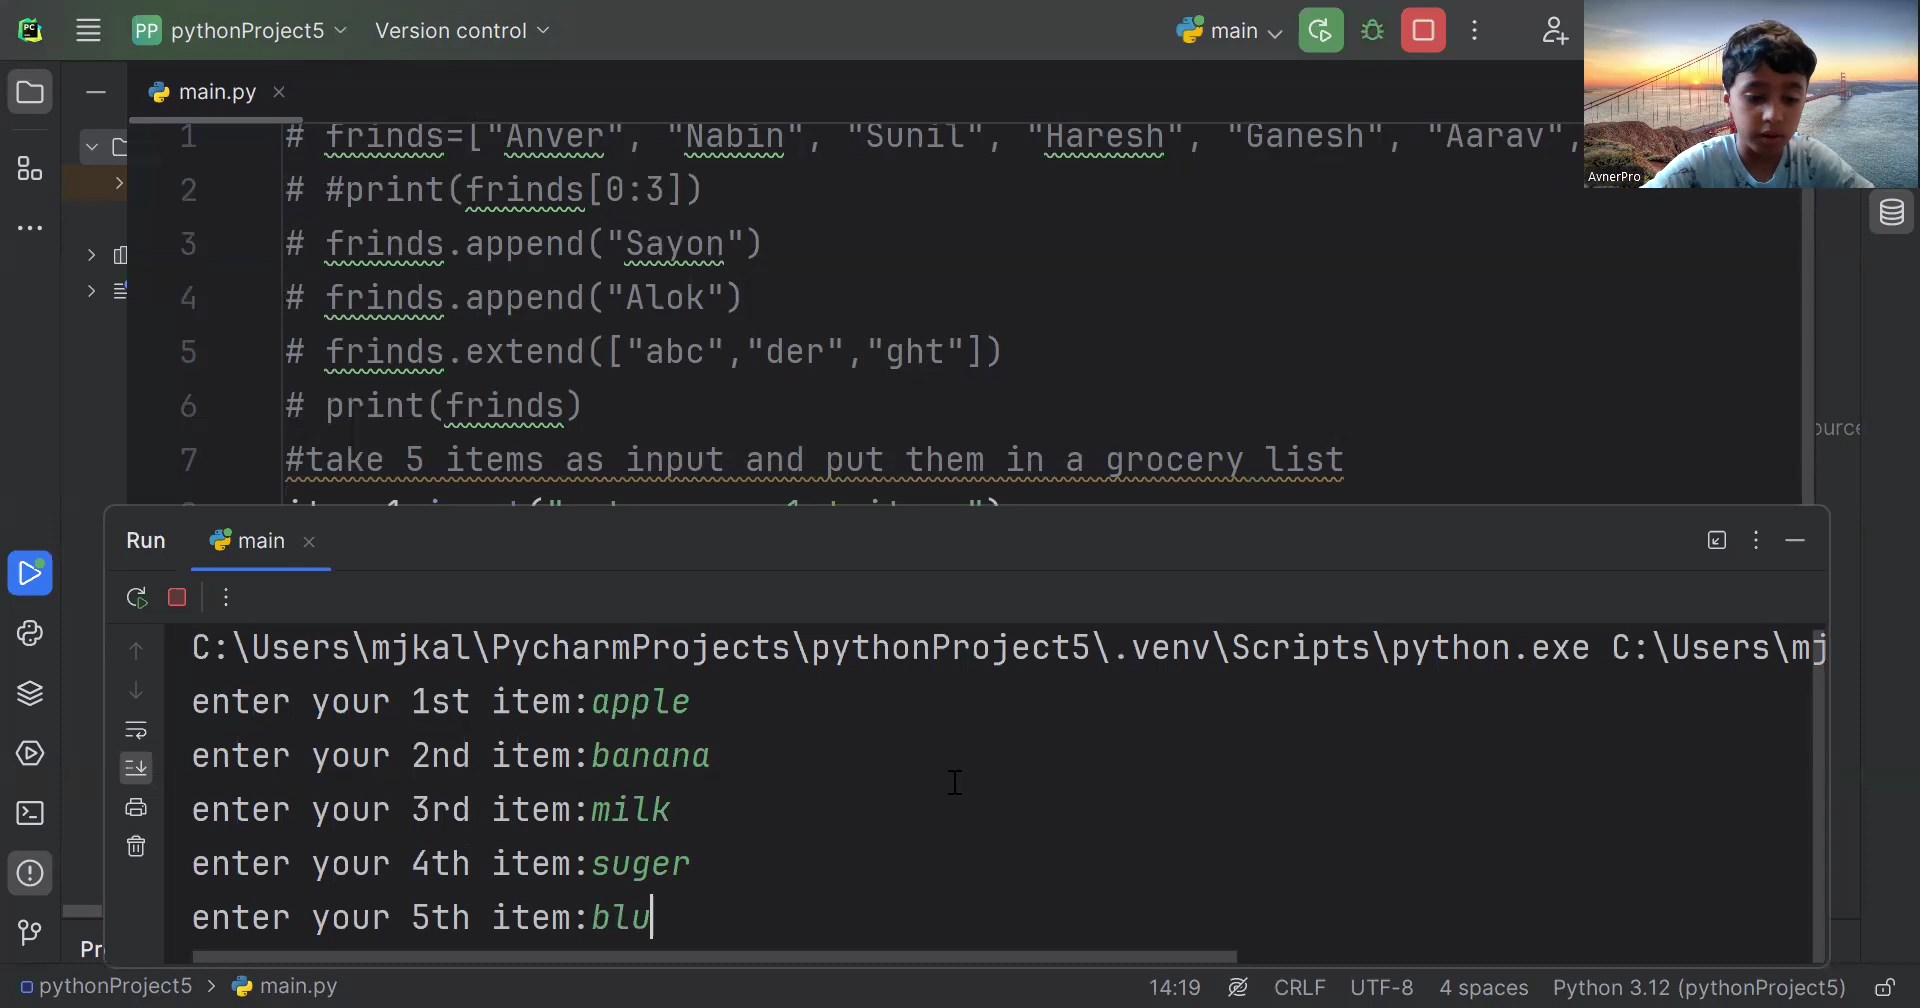 PC
PP pythonProject5 Version control main
AvnerPro
main.py
1 # frinds=["Anver", "Nabin", "Sunil", "Haresh", "Ganesh", "Aarav",
2 # #print(frinds[0:3])
3 # frinds.append("Sayon")
4 # frinds.append("Alok")
5 # frinds.extend(["abc","der","ght"])
6 # print(frinds)
7 #take 5 items as input and put them in a grocery list
Run main
C:\Users\mjkal\PycharmProjects\pythonProject5\.venv\Scripts\python.exe C:\Users\mj
enter your 1st item:apple
enter your 2nd item:banana
enter your 3rd item:milk
enter your 4th item:suger
enter your 5th item:blu
Pr
pythonProject5 > main.py 14:19 CRLF UTF-8 4 spaces Python 3.12 (pythonProject5)